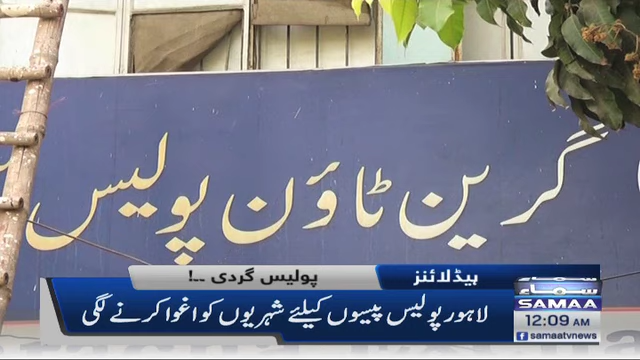 گرین ٹاؤن پولیس
ہیڈلائنز
پولیس گردی ..!
لاہور پولیس پیسوں کیلئے شہریوں کو اغوا کرنے لگی
سماء
SAMAA
12:09 AM
samaatvnews